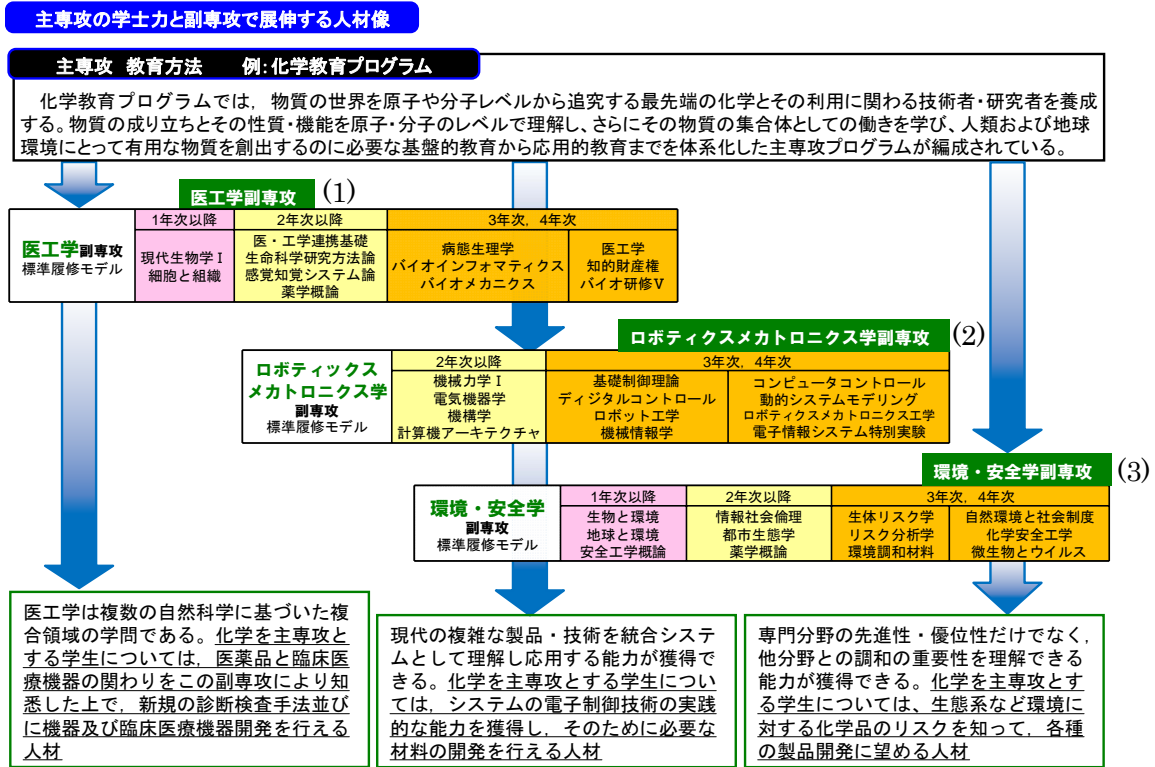 主専攻の学士力と副専攻で展伸する人材像
主専攻 教育方法　例：化学教育プログラム
化学教育プログラムでは，物質の世界を原子や分子レベルから追究する最先端の化学とその利用に関わる技術者・研究者を養成
する。物質の成り立ちとその性質・機能を原子・分子のレベルで理解し、さらにその物質の集合体としての働きを学び、人類および地球
環境にとって有用な物質を創出するのに必要な基盤的教育から応用的教育までを体系化した主専攻プログラムが編成されている。
医工学副専攻 (1)
医工学副専攻
標準履修モデル
1年次以降
現代生物学Ⅰ
細胞と組織
2年次以降
医・工学連携基礎
生命科学研究方法論
感覚知覚システム論
薬学概論
3年次，4年次
病態生理学
バイオインフォマティクス
バイオメカニクス
医工学
知的財産権
バイオ研修Ⅴ
ロボティクスメカトロニクス学副専攻 (2)
ロボティックス
メカトロニクス学
副専攻
標準履修モデル
2年次以降
機械力学Ⅰ
電気機器学
機構学
計算機アーキテクチャ
3年次，4年次
基礎制御理論
ディジタルコントロール
ロボット工学
機械情報学
コンピュータコントロール
動的システムモデリング
ロボティクスメカトロニクス工学
電子情報システム特別実験
環境・安全学副専攻 (3)
環境・安全学
副専攻
標準履修モデル
1年次以降
生物と環境
地球と環境
安全工学概論
2年次以降
情報社会倫理
都市生態学
薬学概論
3年次，4年次
生体リスク学
リスク分析学
環境調和材料
自然環境と社会制度
化学安全工学
微生物とウイルス
医工学は複数の自然科学に基づいた複
合領域の学問である。化学を主専攻と
する学生については，医薬品と臨床医
療機器の関わりをこの副専攻により知
悉した上で，新規の診断検査手法並び
に機器及び臨床医療機器開発を行える
人材
現代の複雑な製品・技術を統合システ
ムとして理解し応用する能力が獲得で
きる。化学を主専攻とする学生につい
ては，システムの電子制御技術の実践
的な能力を獲得し，そのために必要な
材料の開発を行える人材
専門分野の先進性・優位性だけでなく，
他分野との調和の重要性を理解できる
能力が獲得できる。化学を主専攻とす
る学生については、生態系など環境に
対する化学品のリスクを知って，各種
の製品開発に望める人材